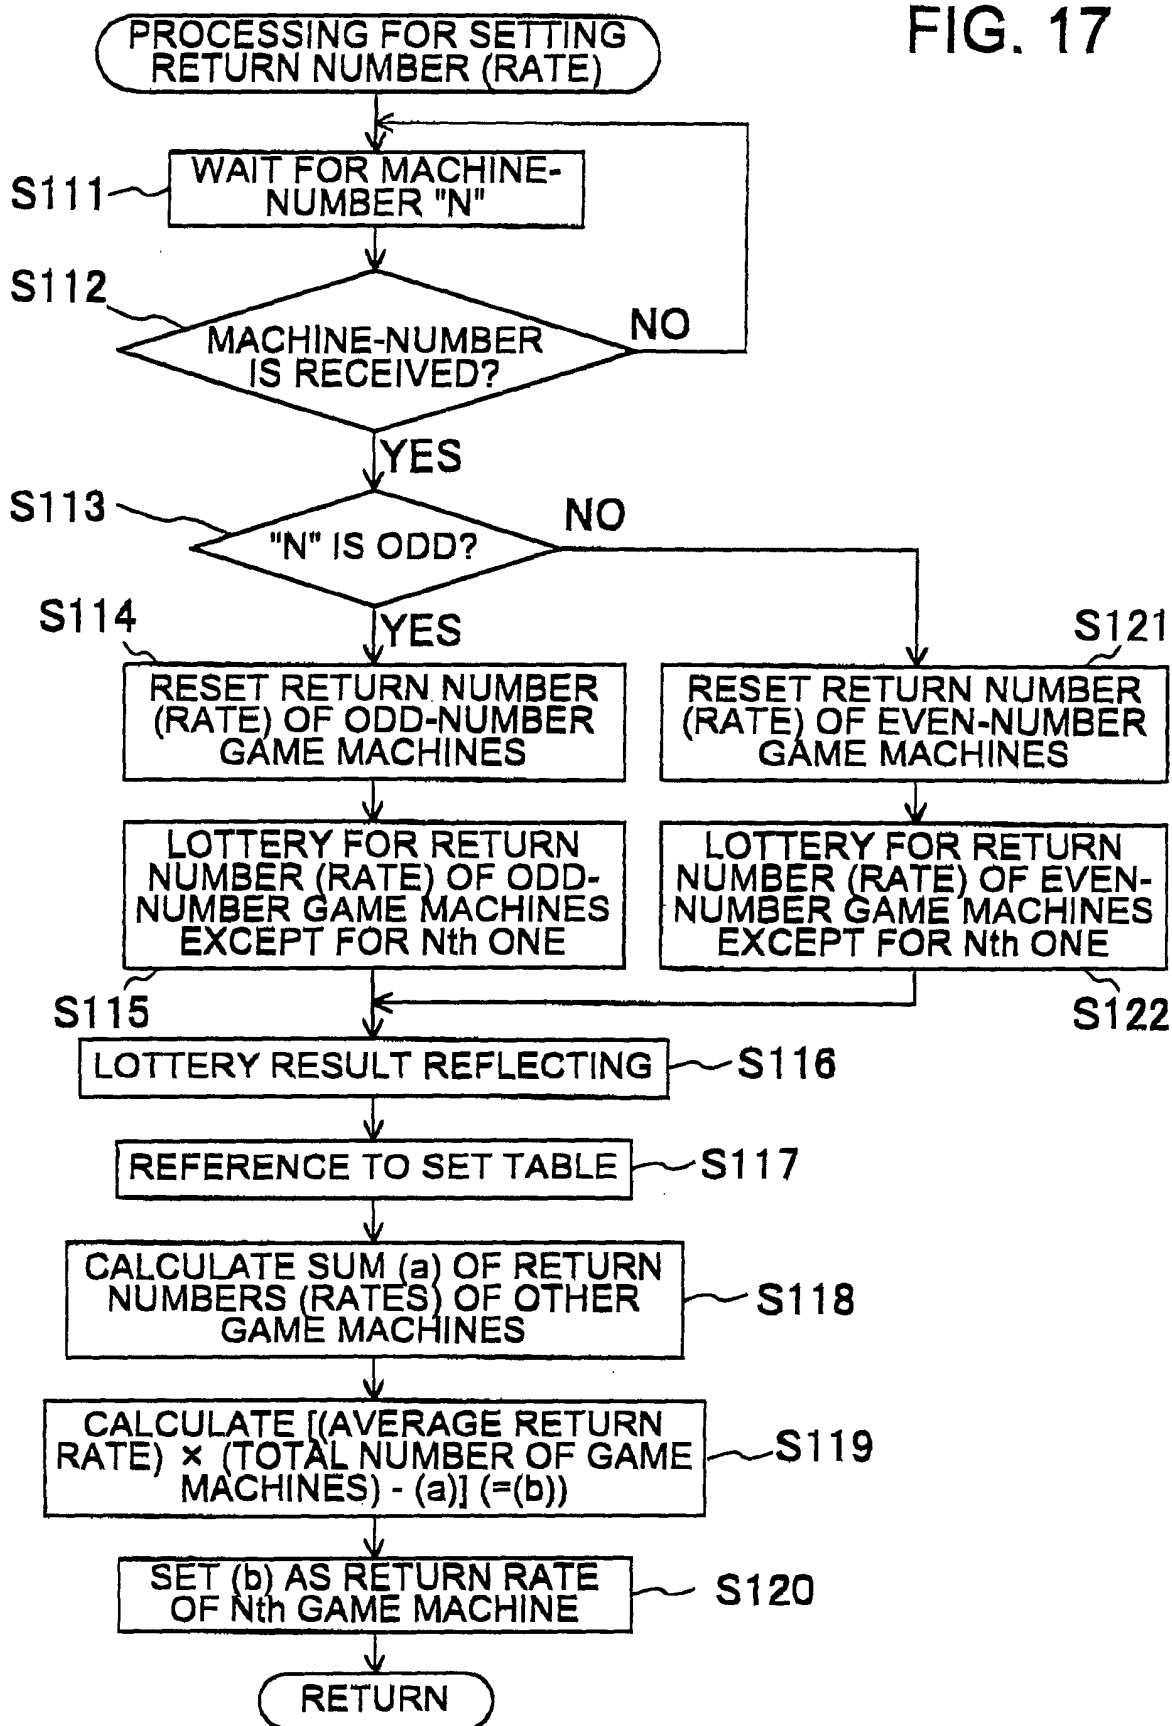 FIG. 17
PROCESSING FOR SETTING
RETURN NUMBER (RATE)
S111
WAIT FOR MACHINE-
NUMBER "N"
S112
MACHINE-NUMBER
IS RECEIVED?
NO
YES
S113
"N" IS ODD?
NO
YES
S114
RESET RETURN NUMBER
(RATE) OF ODD-NUMBER
GAME MACHINES
S121
RESET RETURN NUMBER
(RATE) OF EVEN-NUMBER
GAME MACHINES
LOTTERY FOR RETURN
NUMBER (RATE) OF ODD-
NUMBER GAME MACHINES
EXCEPT FOR Nth ONE
S115
LOTTERY FOR RETURN
NUMBER (RATE) OF EVEN-
NUMBER GAME MACHINES
EXCEPT FOR Nth ONE
S122
LOTTERY RESULT REFLECTING
S116
REFERENCE TO SET TABLE
S117
CALCULATE SUM (a) OF RETURN
NUMBERS (RATES) OF OTHER
GAME MACHINES
S118
CALCULATE [(AVERAGE RETURN
RATE) × (TOTAL NUMBER OF GAME
MACHINES) - (a)] (=(b))
S119
SET (b) AS RETURN RATE
OF Nth GAME MACHINE
S120
RETURN